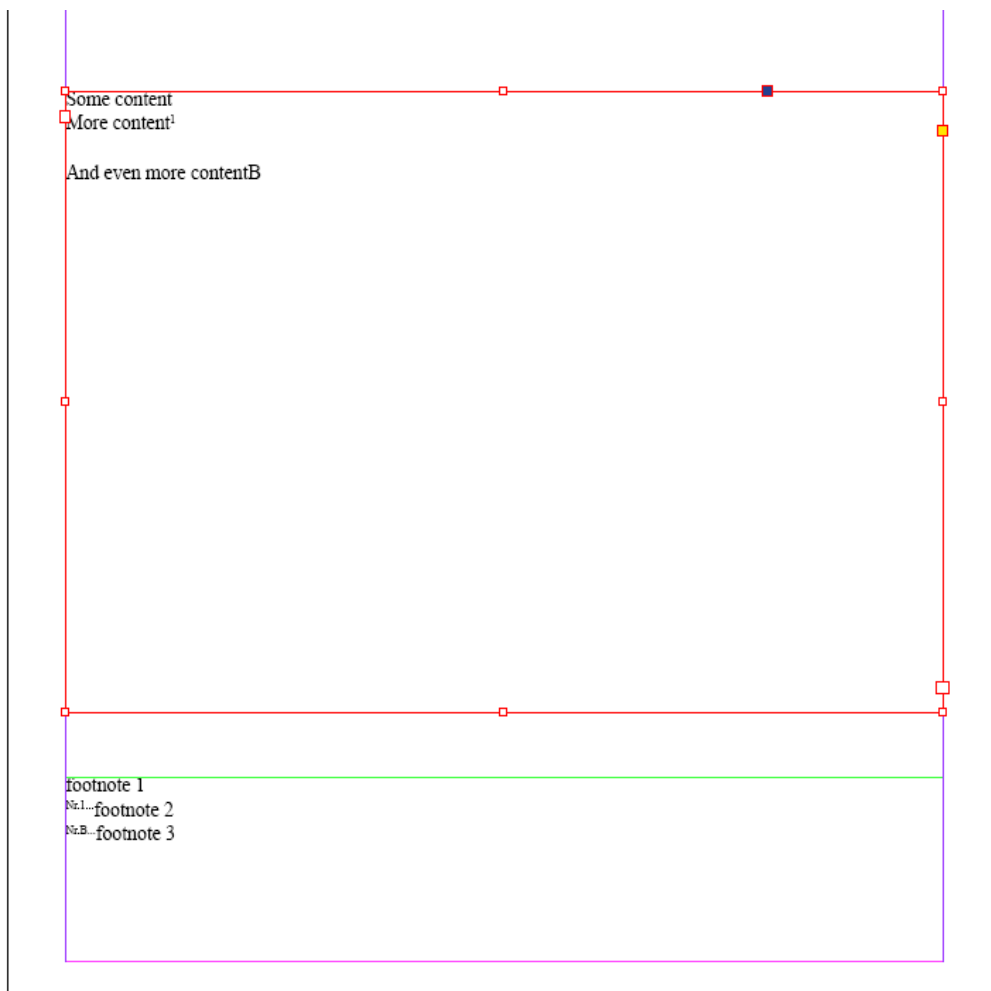 Some content
More content¹
And even more contentB
footnote 1
Nr.1...footnote 2
Nr.B...footnote 3